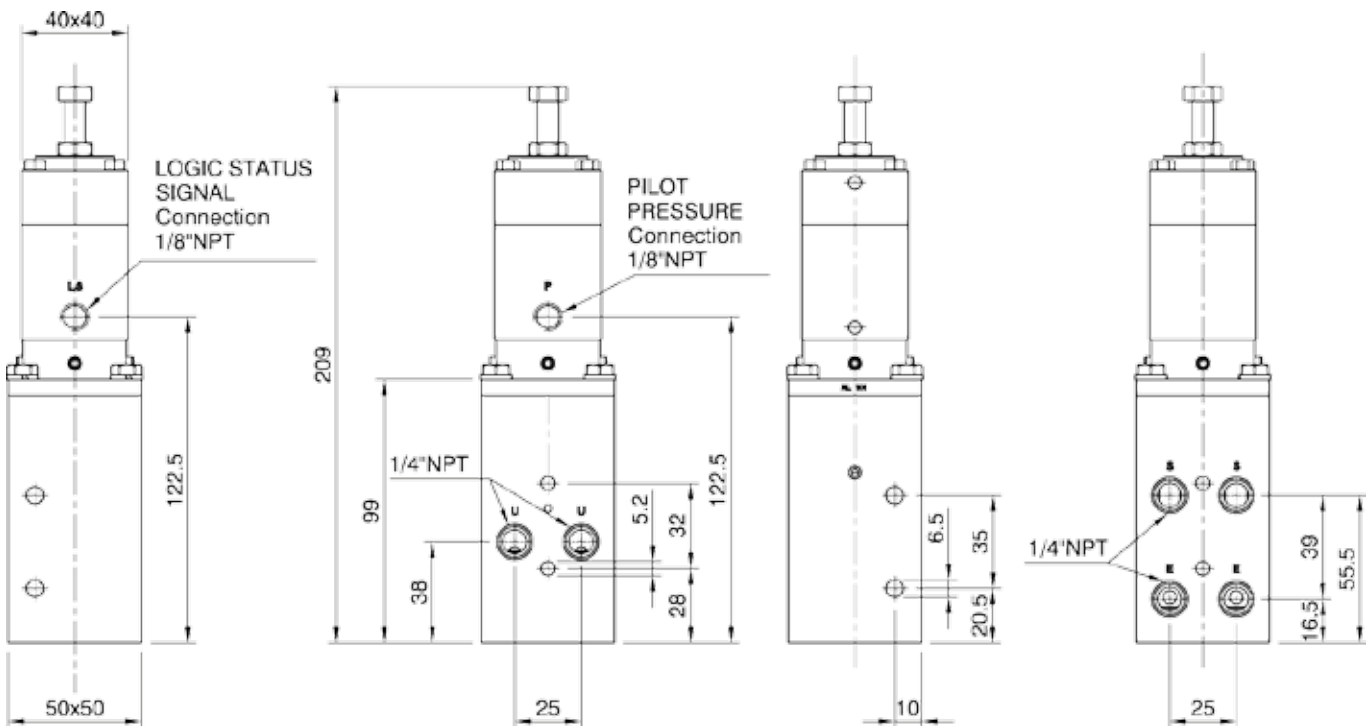 40x40
LOGIC STATUS
SIGNAL
Connection
1/8"NPT
LS
122.5
50x50
209
99
PILOT
PRESSURE
Connection
1/8"NPT
P
1/4"NPT
U U
38
5.2
32
28
122.5
25
6.5
35
20.5
10
S S
1/4"NPT
E E
39
55.5
16.5
25